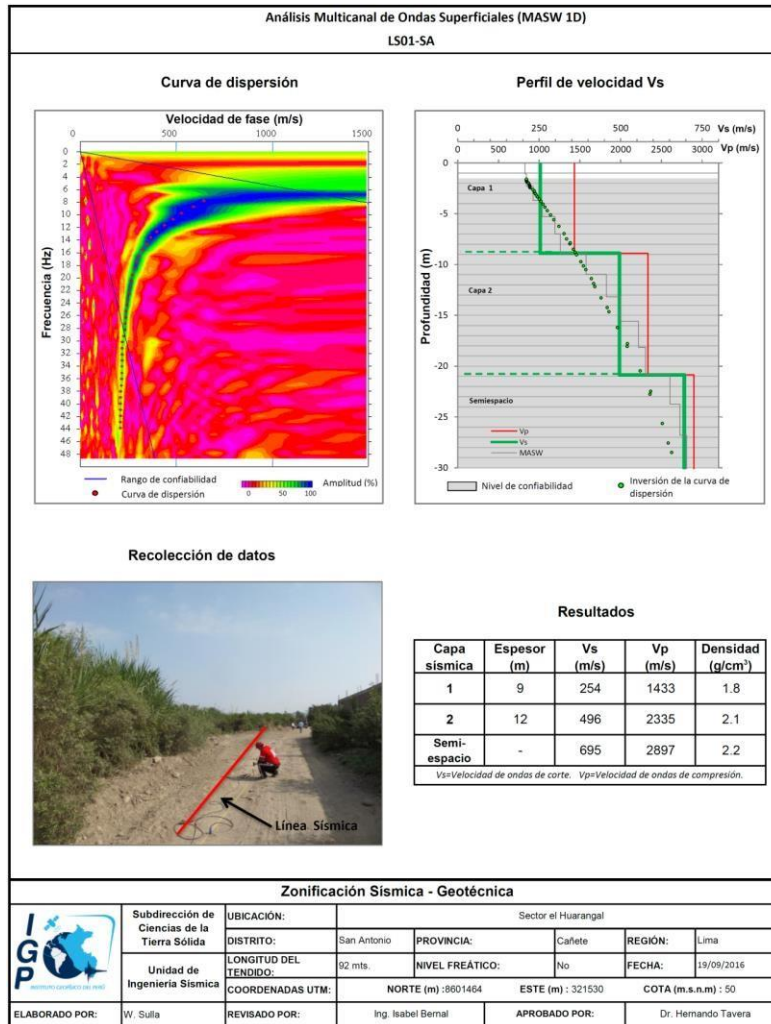 Análisis Multicanal de Ondas Superficiales (MASW 1D)
LS01-SA
Curva de dispersión
Velocidad de fase (m/s)
0 500 1000 1500
Frecuencia (Hz)
0
2
4
6
8
10
12
14
16
18
20
22
24
26
28
30
32
34
36
38
40
42
44
46
48
Rango de confiabilidad
Curva de dispersión
Amplitud (%)
0 50 100
Perfil de velocidad Vs
0 250 500 750 Vs (m/s)
0 500 1000 1500 2000 2500 3000 Vp (m/s)
Profundidad (m)
0
-5
-10
-15
-20
-25
-30
Capa 1
Capa 2
Semiespacio
Vp
Vs
MASW
Nivel de confiabilidad
Inversión de la curva de dispersión
Recolección de datos
Línea Sísmica
Resultados
Capa sísmica Espesor (m) Vs (m/s) Vp (m/s) Densidad (g/cm³)
1 9 254 1433 1.8
2 12 496 2335 2.1
Semi-espacio - 695 2897 2.2
Vs=Velocidad de ondas de corte. Vp=Velocidad de ondas de compresión.
Zonificación Sísmica - Geotécnica
IGP
INSTITUTO GEOFÍSICO DEL PERÚ
Subdirección de Ciencias de la Tierra Sólida
Unidad de Ingeniería Sísmica
UBICACIÓN: Sector el Huarangal
DISTRITO: San Antonio PROVINCIA: Cañete REGIÓN: Lima
LONGITUD DEL TENDIDO: 92 mts. NIVEL FREÁTICO: No FECHA: 19/09/2016
COORDENADAS UTM: NORTE (m) :8601464 ESTE (m) : 321530 COTA (m.s.n.m) : 50
ELABORADO POR: W. Sulla REVISADO POR: Ing. Isabel Bernal APROBADO POR: Dr. Hernando Tavera